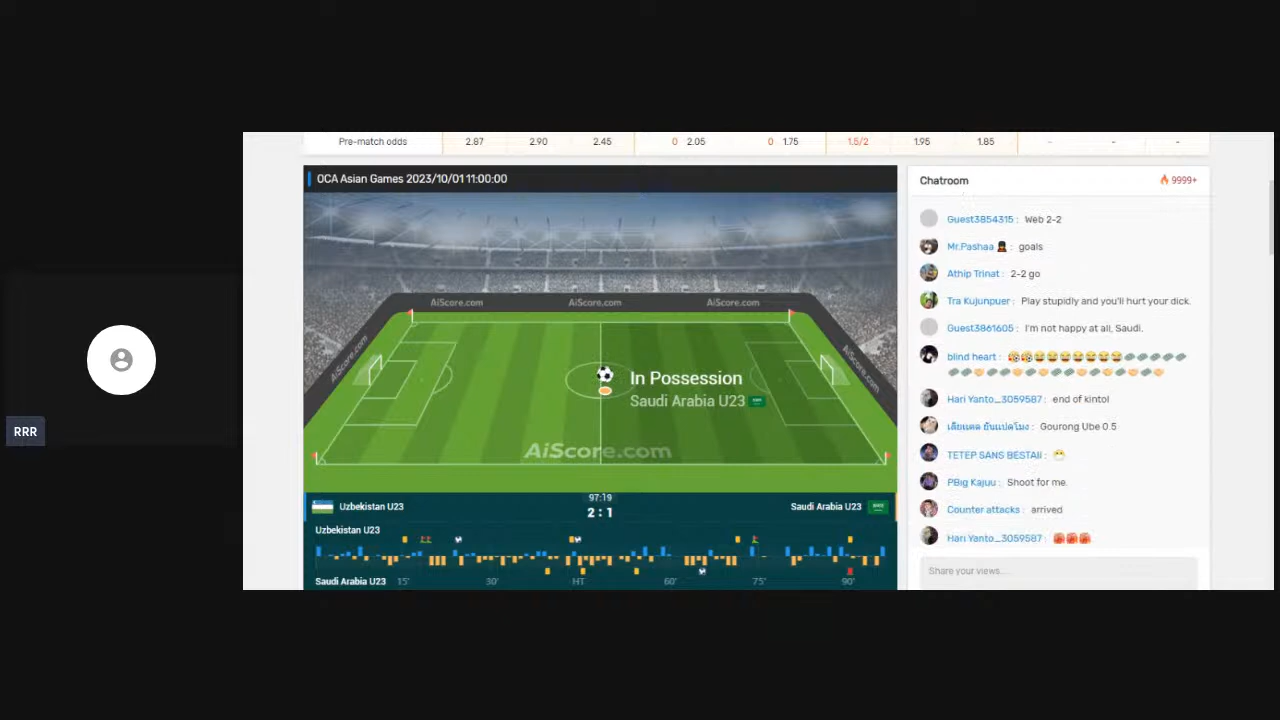 Pre-match odds 2.87 2.90 2.45 0 2.05 0 1.75 1.5/2 1.95 1.85 - - -
OCA Asian Games 2023/10/01 11:00:00
AiScore.com AiScore.com AiScore.com
AiScore.com
AiScore.com
In Possession
Saudi Arabia U23
AiScore.com
Uzbekistan U23
97:19
2 : 1
Saudi Arabia U23
Uzbekistan U23
Saudi Arabia U23 15' 30' HT 60' 75' 90'
Chatroom 9999+
Guest3854315 : Web 2-2
Mr.Pashaa : goals
Athip Trinat : 2-2 go
Tra Kujunpuer : Play stupidly and you'll hurt your dick.
Guest3861605 : I'm not happy at all, Saudi.
blind heart :
Hari Yanto_3059587 : end of kintol
Gourong Ube 0.5
TETEP SANS BESTAII :
PBig Kajuu : Shoot for me.
Counter attacks : arrived
Hari Yanto_3059587 :
Share your views....
RRR